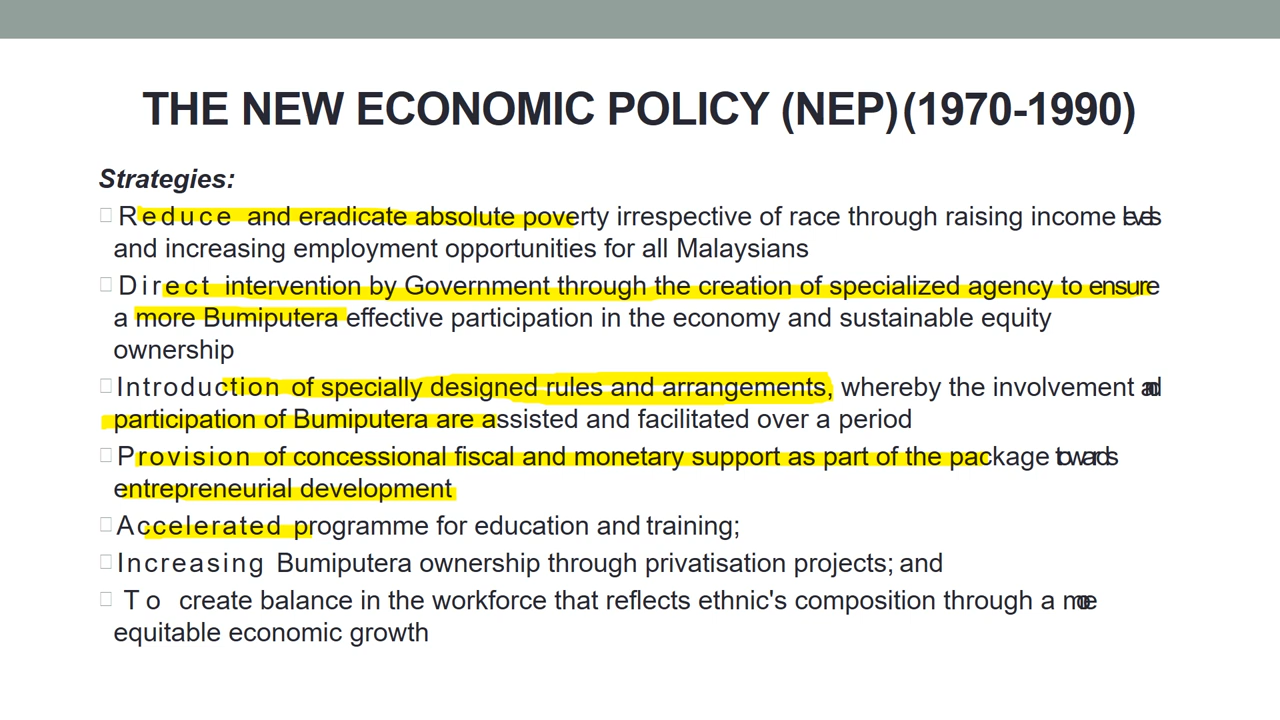 THE NEW ECONOMIC POLICY (NEP) (1970-1990)
Strategies:
Reduce and eradicate absolute poverty irrespective of race through raising income levels
and increasing employment opportunities for all Malaysians
Direct intervention by Government through the creation of specialized agency to ensure
a more Bumiputera effective participation in the economy and sustainable equity
ownership
Introduction of specially designed rules and arrangements, whereby the involvement and
participation of Bumiputera are assisted and facilitated over a period
Provision of concessional fiscal and monetary support as part of the package towards
entrepreneurial development
Accelerated programme for education and training;
Increasing Bumiputera ownership through privatisation projects; and
To create balance in the workforce that reflects ethnic's composition through a more
equitable economic growth